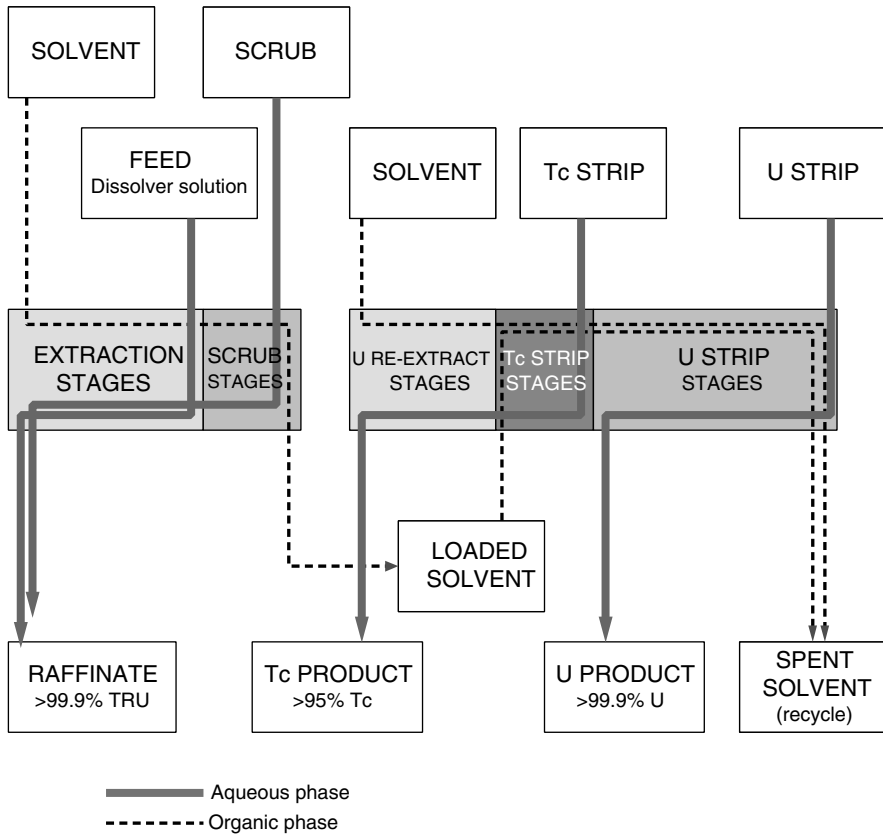 SOLVENT
SCRUB
FEED
Dissolver solution
SOLVENT
Tc STRIP
U STRIP
EXTRACTION
STAGES
SCRUB
STAGES
U RE-EXTRACT
STAGES
Tc STRIP
STAGES
U STRIP
STAGES
LOADED
SOLVENT
RAFFINATE
>99.9% TRU
Tc PRODUCT
>95% Tc
U PRODUCT
>99.9% U
SPENT
SOLVENT
(recycle)
Aqueous phase
Organic phase